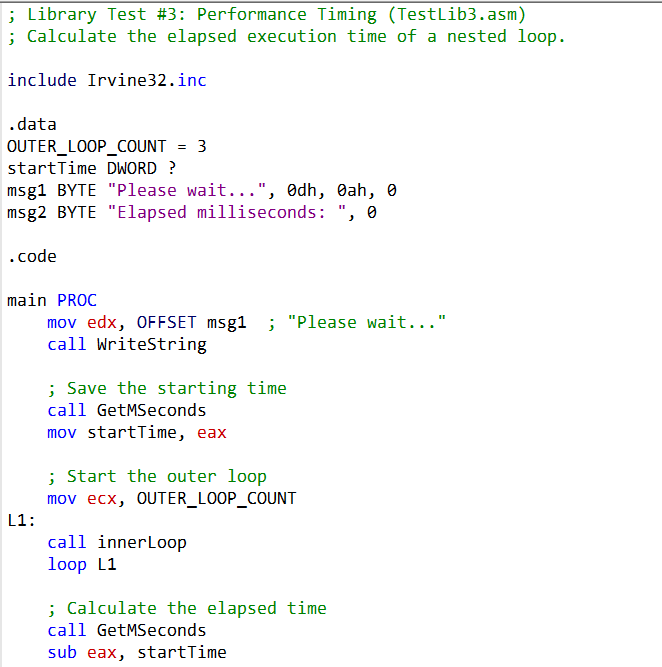 ; Library Test #3: Performance Timing (TestLib3.asm)
; Calculate the elapsed execution time of a nested loop.
include Irvine32.inc
.data
OUTER_LOOP_COUNT = 3
startTime DWORD ?
msg1 BYTE "Please wait...", 0dh, 0ah, 0
msg2 BYTE "Elapsed milliseconds: ", 0
.code
main PROC
    mov edx, OFFSET msg1  ; "Please wait..."
    call WriteString
    ; Save the starting time
    call GetMSeconds
    mov startTime, eax
    ; Start the outer loop
    mov ecx, OUTER_LOOP_COUNT
L1:
    call innerLoop
    loop L1
    ; Calculate the elapsed time
    call GetMSeconds
    sub eax, startTime